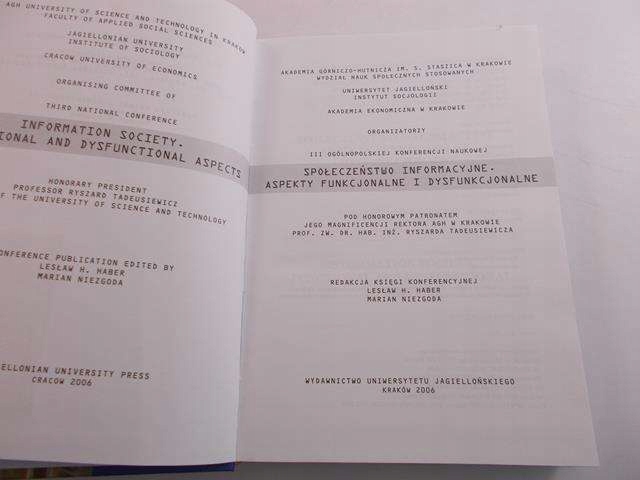 AGH UNIVERSITY OF SCIENCE AND TECHNOLOGY IN KRAKOW
FACULTY OF APPLIED SOCIAL SCIENCES
JAGIELLONIAN UNIVERSITY
INSTITUTE OF SOCIOLOGY
CRACOW UNIVERSITY OF ECONOMICS
ORGANISING COMMITTEE OF
THIRD NATIONAL CONFERENCE
INFORMATION SOCIETY.
IONAL AND DYSFUNCTIONAL ASPECTS
HONORARY PRESIDENT
PROFESSOR RYSZARD TADEUSIEWICZ
OF THE UNIVERSITY OF SCIENCE AND TECHNOLOGY
ONFERENCE PUBLICATION EDITED BY
LESŁAW H. HABER
MARIAN NIEZGODA
ELLONIAN UNIVERSITY PRESS
CRACOW 2006
AKADEMIA GÓRNICZO-HUTNICZA IM. S. STASZICA W KRAKOWIE
WYDZIAŁ NAUK SPOŁECZNYCH STOSOWANYCH
UNIWERSYTET JAGIELLOŃSKI
INSTYTUT SOCJOLOGII
AKADEMIA EKONOMICZNA W KRAKOWIE
ORGANIZATORZY
III OGÓLNOPOLSKIEJ KONFERENCJI NAUKOWEJ
SPOŁECZEŃSTWO INFORMACYJNE.
ASPEKTY FUNKCJONALNE I DYSFUNKCJONALNE
POD HONOROWYM PATRONATEM
JEGO MAGNIFICENCJI REKTORA AGH W KRAKOWIE
PROF. ZW. DR. HAB. INŻ. RYSZARDA TADEUSIEWICZA
REDAKCJA KSIĘGI KONFERENCYJNEJ
LESŁAW H. HABER
MARIAN NIEZGODA
WYDAWNICTWO UNIWERSYTETU JAGIELLOŃSKIEGO
KRAKÓW 2006